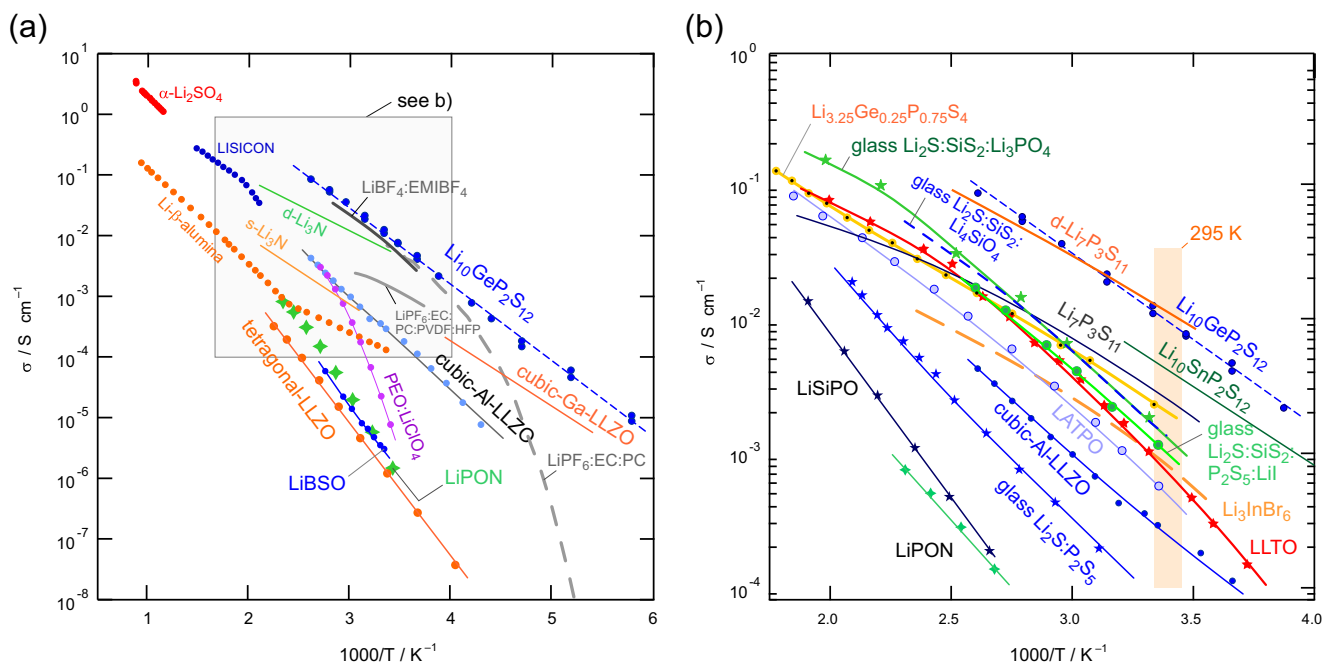 (a)
10^1
10^0
10^-1
10^-2
10^-3
10^-4
10^-5
10^-6
10^-7
10^-8
σ / S cm^-1
1
2
3
4
5
6
1000/T / K^-1
α-Li₂SO₄
see b)
LISICON
LiBF₄:EMIBF₄
Li-β-alumina
d-Li₃N
s-Li₃N
Li₁₀GeP₂S₁₂
LiPF₆:EC:
PC:PVDF:HFP
tetragonal-LLZO
PEO:LiClO₄
cubic-Al-LLZO
cubic-Ga-LLZO
LiPF₆:EC:PC
LiBSO
LiPON
(b)
10^0
10^-1
10^-2
10^-3
10^-4
σ / S cm^-1
2.0
2.5
3.0
3.5
4.0
1000/T / K^-1
Li₃.₂₅Ge₀.₂₅P₀.₇₅S₄
glass Li₂S:SiS₂:Li₃PO₄
glass Li₂S:SiS₂:
Li₄SiO₄
d-Li₇P₃S₁₁
295 K
Li₁₀GeP₂S₁₂
Li₇P₃S₁₁
Li₁₀SnP₂S₁₂
LiSiPO
LATPO
cubic-Al-LLZO
glass
Li₂S:SiS₂:
P₂S₅:LiI
glass Li₂S:P₂S₅
Li₃InBr₆
LiPON
LLTO